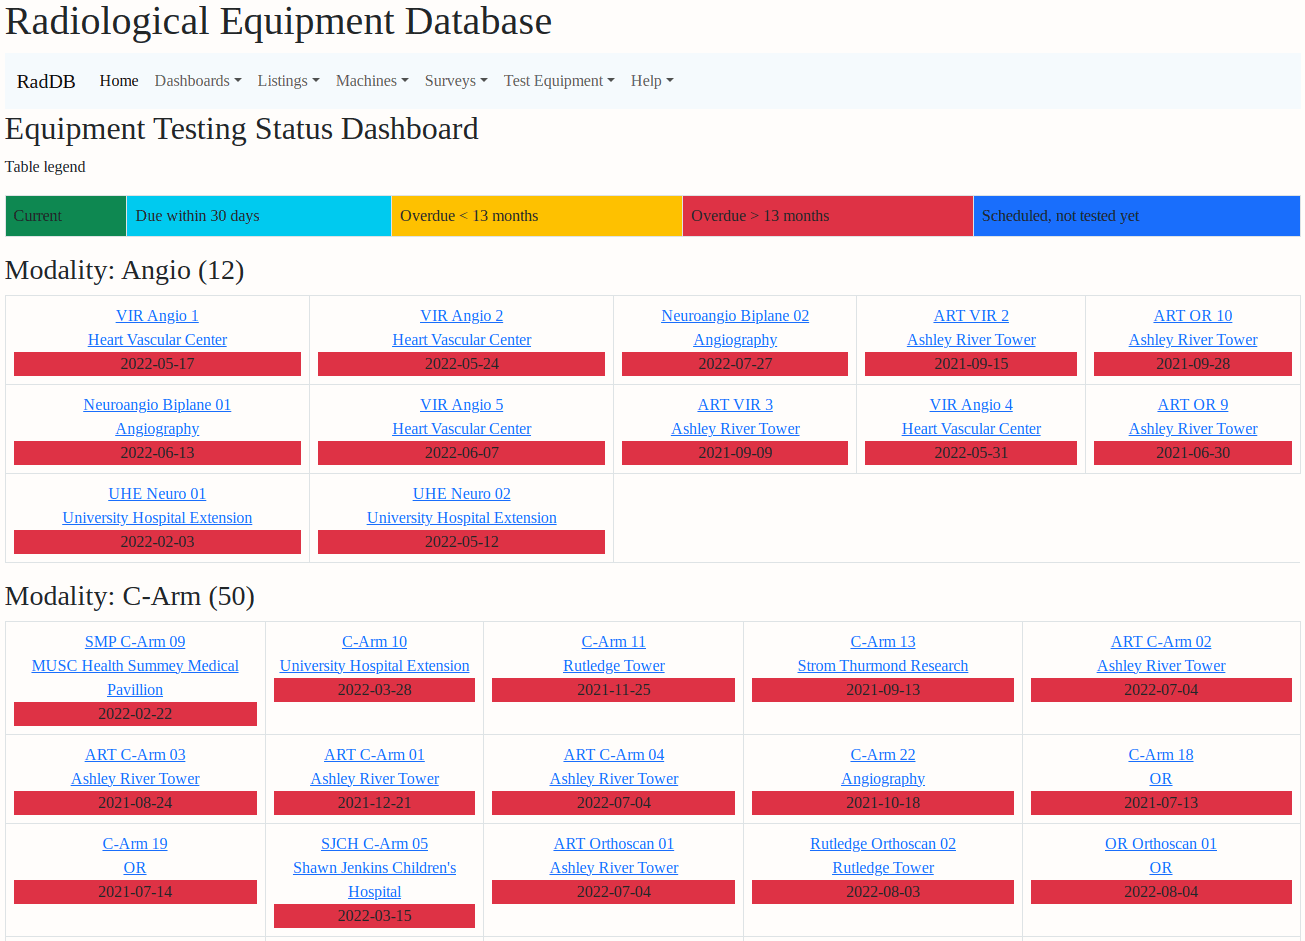 Radiological Equipment Database
RadDB Home Dashboards Listings Machines Surveys Test Equipment Help
Equipment Testing Status Dashboard
Table legend
Current Due within 30 days Overdue < 13 months Overdue > 13 months Scheduled, not tested yet
Modality: Angio (12)
VIR Angio 1 VIR Angio 2 Neuroangio Biplane 02 ART VIR 2 ART OR 10
Heart Vascular Center Heart Vascular Center Angiography Ashley River Tower Ashley River Tower
2022-05-17 2022-05-24 2022-07-27 2021-09-15 2021-09-28
Neuroangio Biplane 01 VIR Angio 5 ART VIR 3 VIR Angio 4 ART OR 9
Angiography Heart Vascular Center Ashley River Tower Heart Vascular Center Ashley River Tower
2022-06-13 2022-06-07 2021-09-09 2022-05-31 2021-06-30
UHE Neuro 01 UHE Neuro 02
University Hospital Extension University Hospital Extension
2022-02-03 2022-05-12
Modality: C-Arm (50)
SMP C-Arm 09 C-Arm 10 C-Arm 11 C-Arm 13 ART C-Arm 02
MUSC Health Summey Medical University Hospital Extension Rutledge Tower Strom Thurmond Research Ashley River Tower
Pavillion 2022-03-28 2021-11-25 2021-09-13 2022-07-04
2022-02-22
ART C-Arm 03 ART C-Arm 01 ART C-Arm 04 C-Arm 22 C-Arm 18
Ashley River Tower Ashley River Tower Ashley River Tower Angiography OR
2021-08-24 2021-12-21 2022-07-04 2021-10-18 2021-07-13
C-Arm 19 SJCH C-Arm 05 ART Orthoscan 01 Rutledge Orthoscan 02 OR Orthoscan 01
OR Shawn Jenkins Children's Ashley River Tower Rutledge Tower OR
2021-07-14 Hospital 2022-07-04 2022-08-03 2022-08-04
2022-03-15